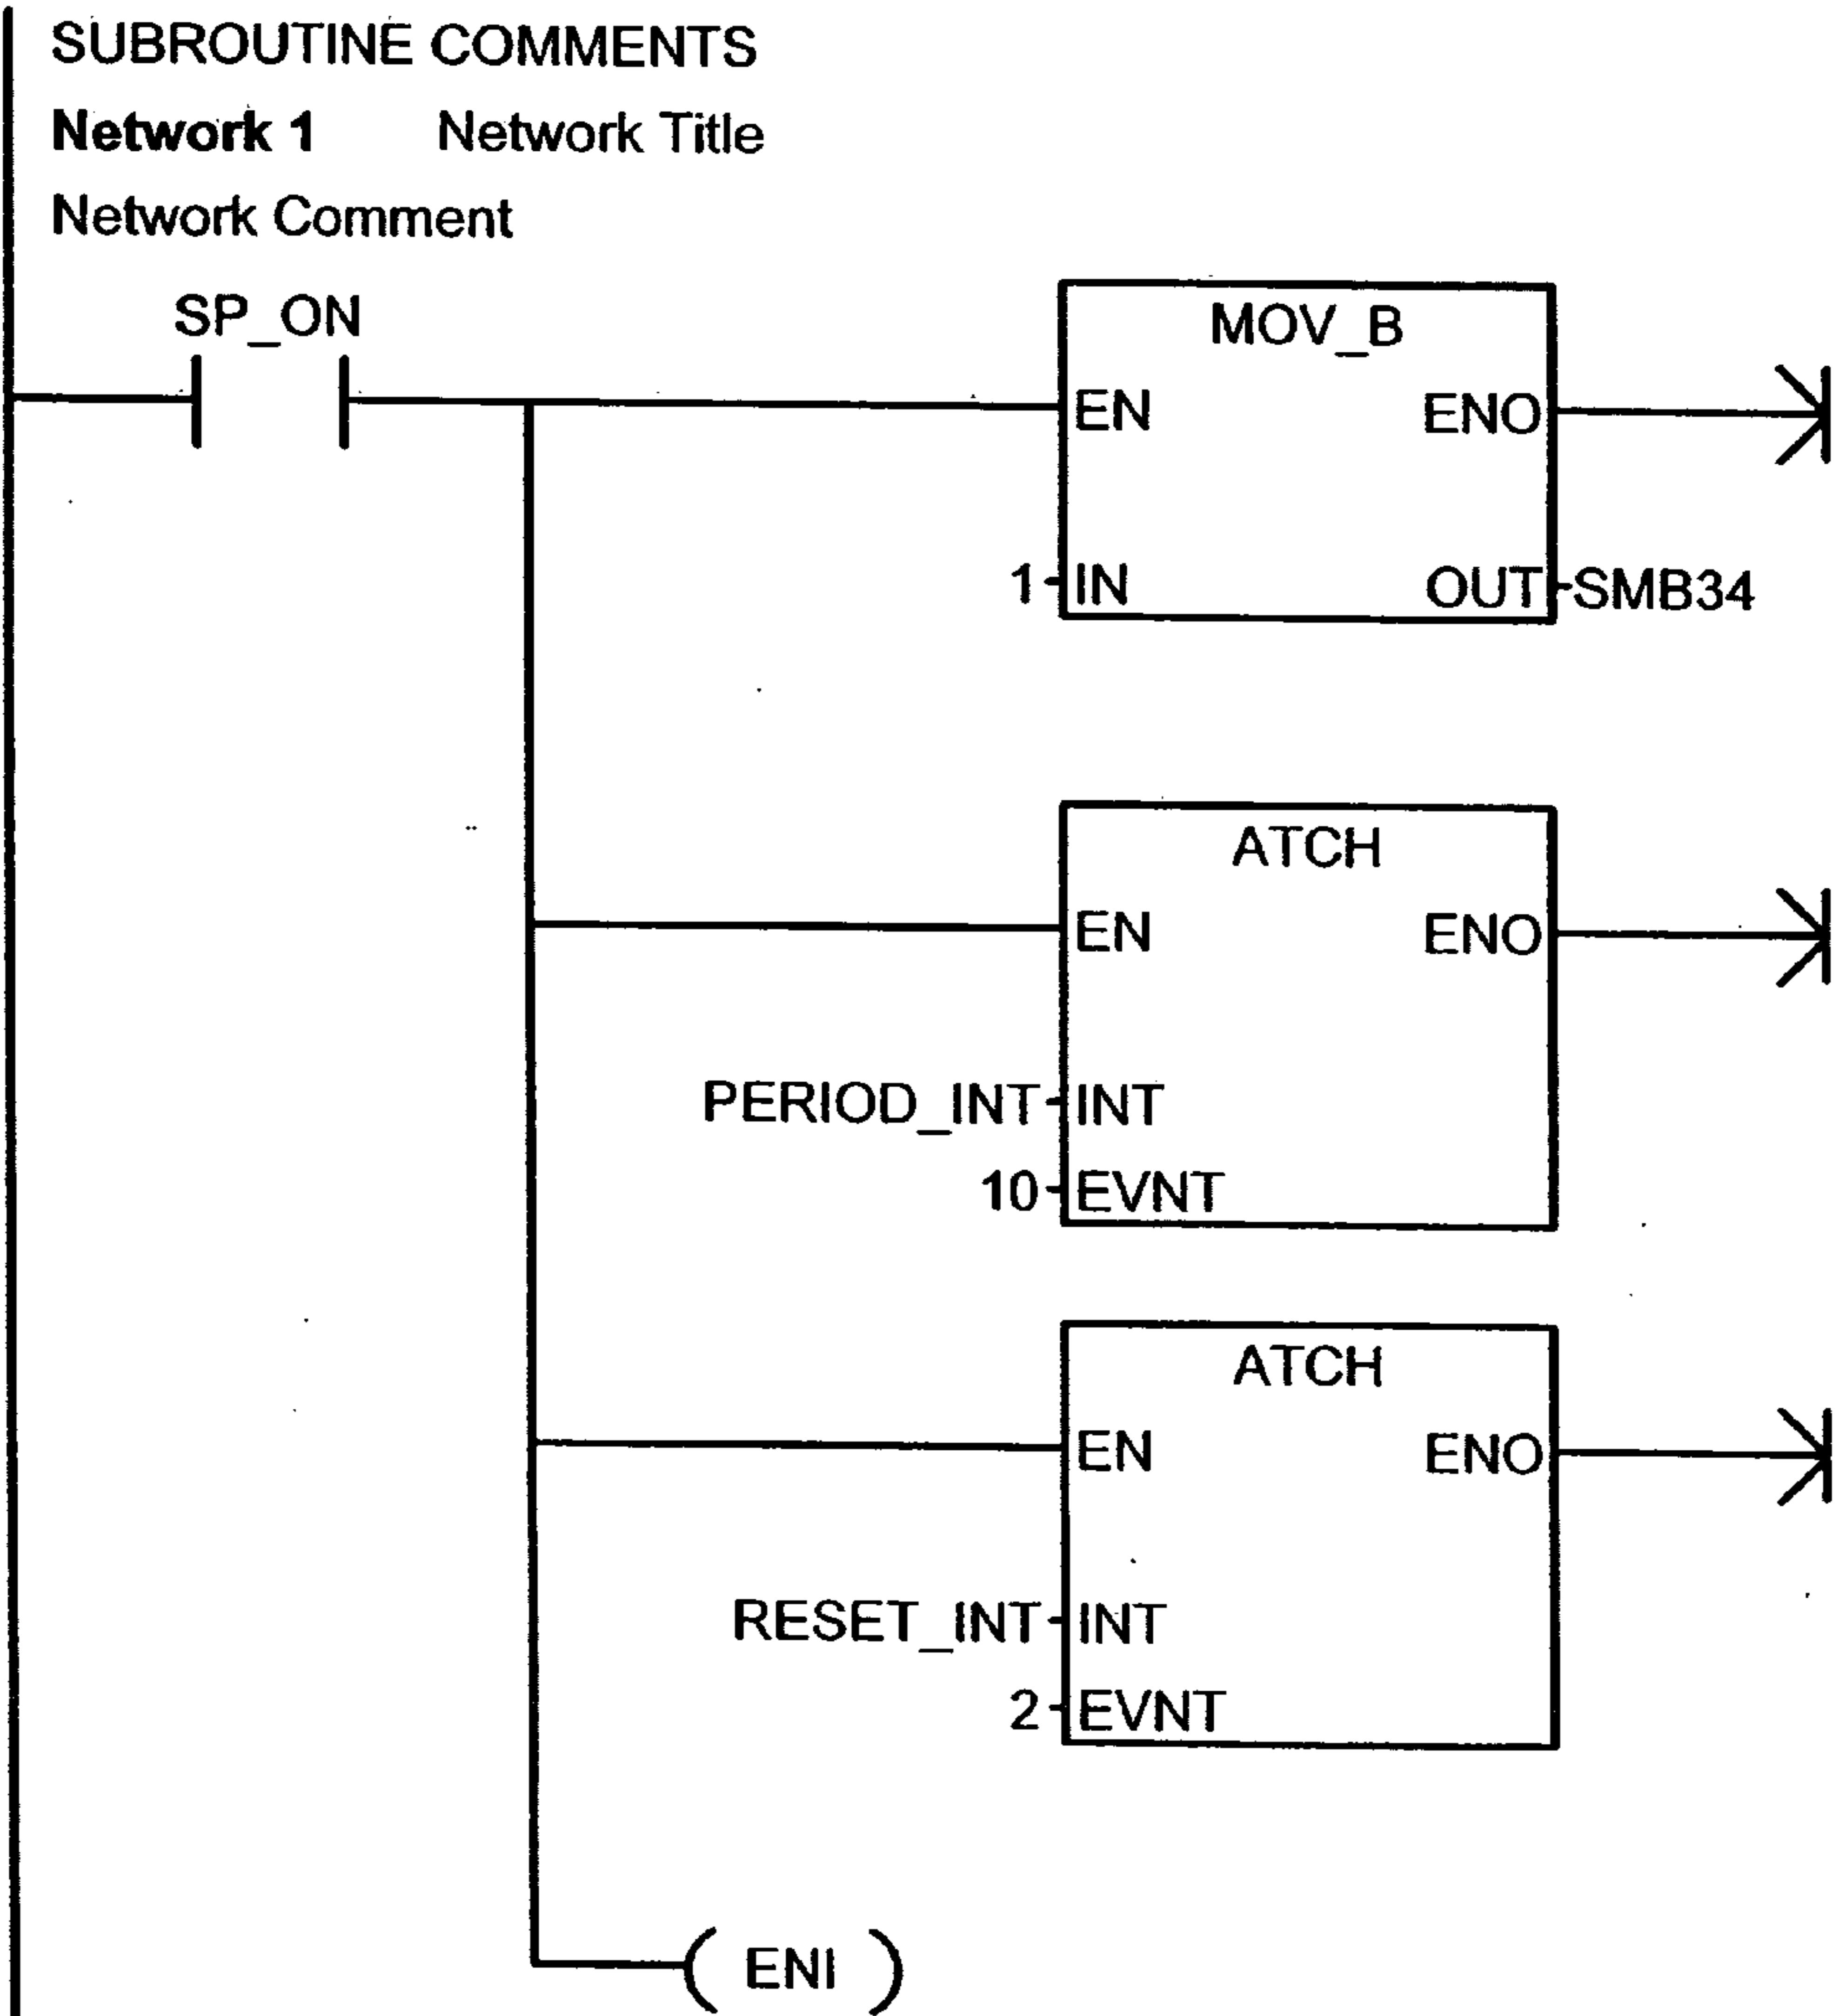 SUBROUTINE COMMENTS
Network 1 Network Title
Network Comment
SP_ON
MOV_B
EN ENO
1 IN OUT SMB34
ATCH
EN ENO
PERIOD_INT INT
10 EVNT
ATCH
EN ENO
RESET_INT INT
2 EVNT
( ENI )